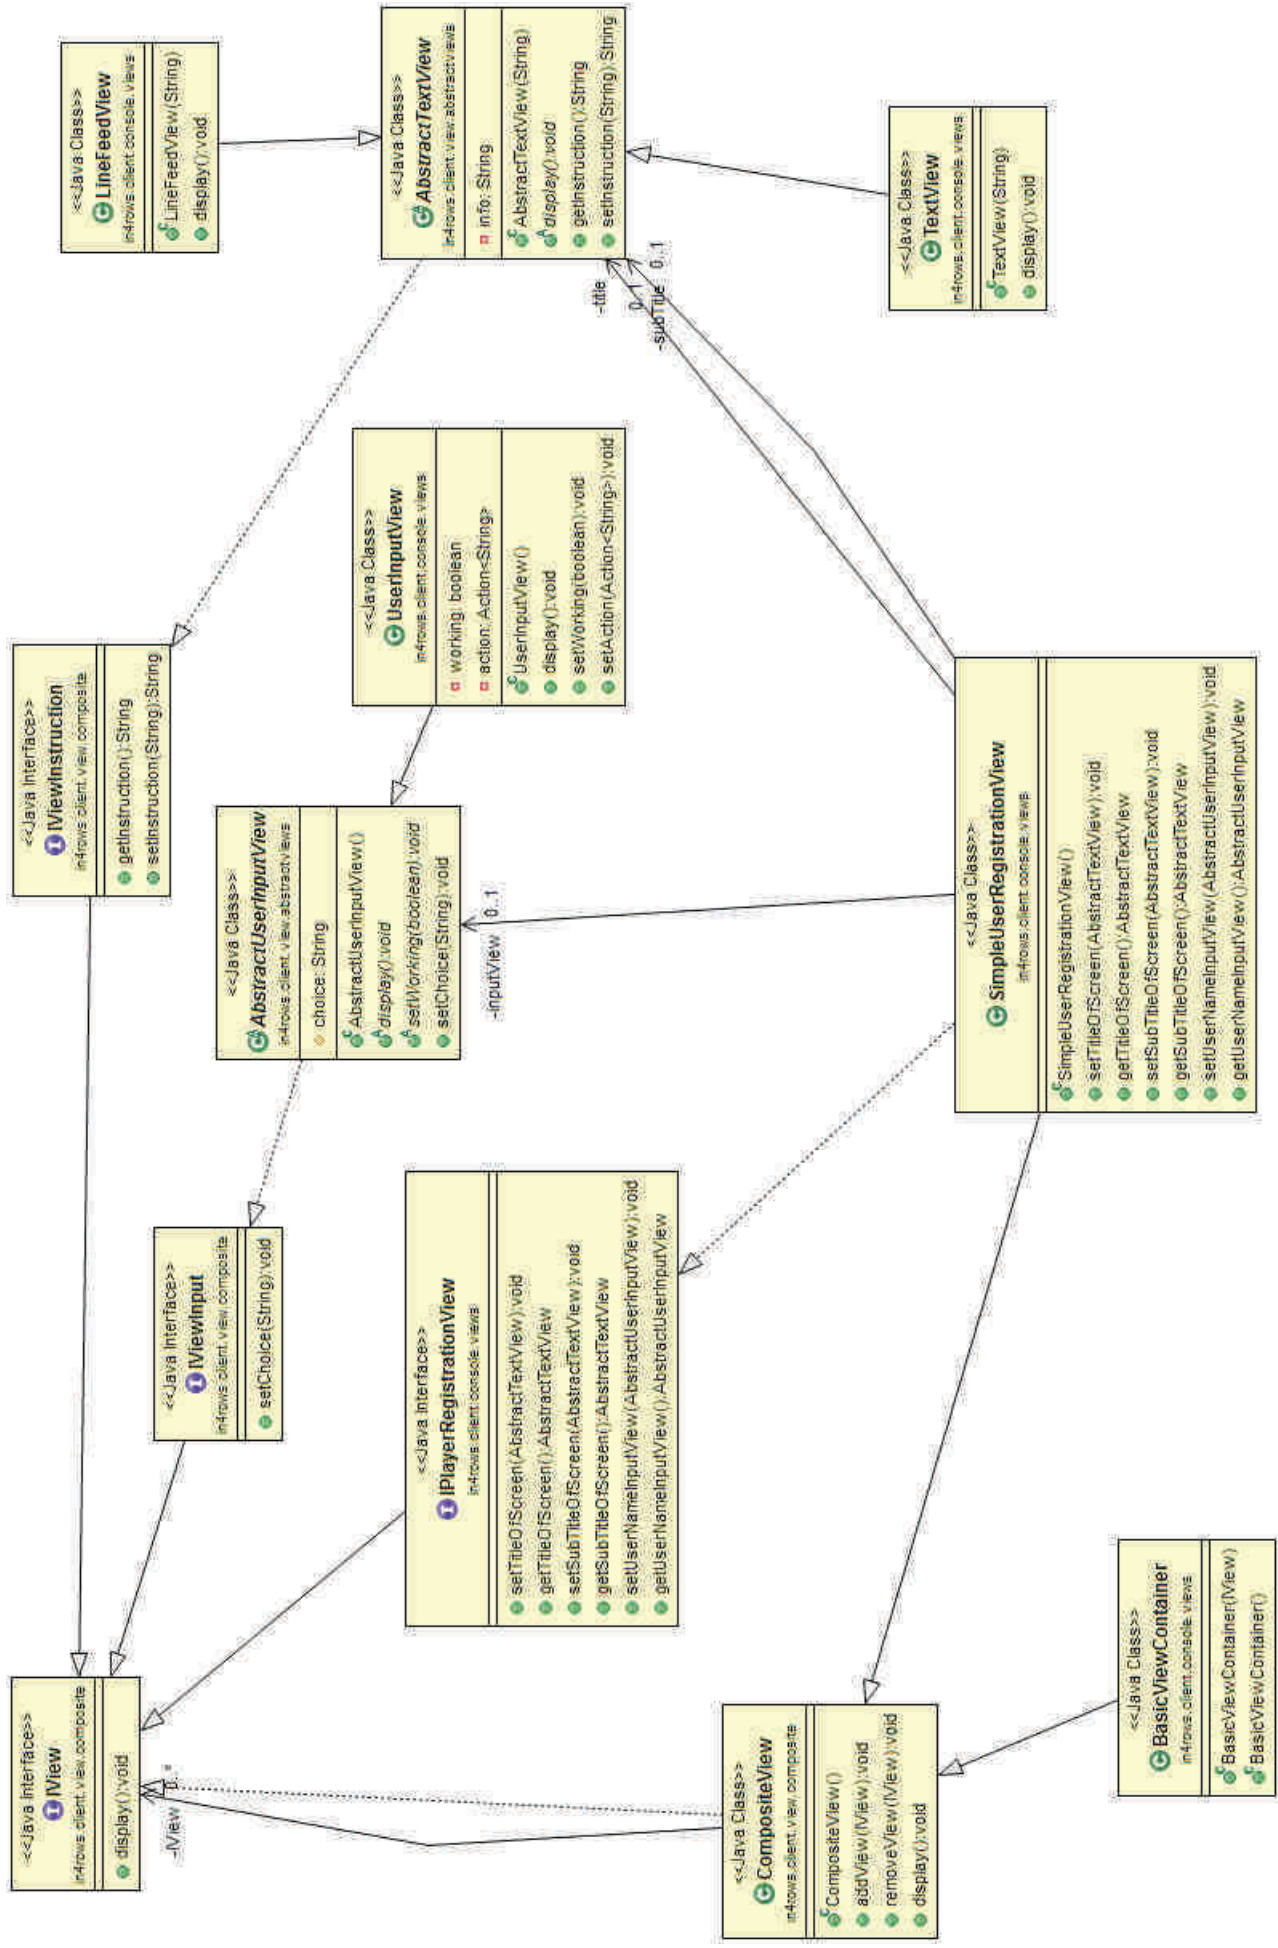 <<Java Interface>>
IView
in4rows.client.view.composite
display():void
-IView 0..*
<<Java Interface>>
IViewInstruction
in4rows.client.view.composite
getInstruction():String
setInstruction(String):String
<<Java Class>>
LineFeedView
in4rows.client.console.views
LineFeedView(String)
display():void
<<Java Interface>>
IViewInput
in4rows.client.view.composite
setChoice(String):void
<<Java Class>>
AbstractUserInputView
in4rows.client.view.abstractviews
choice: String
AbstractUserInputView()
display():void
setWorking(boolean):void
setChoice(String):void
-inputView 0..1
<<Java Class>>
UserInputView
in4rows.client.console.views
working: boolean
action: Action<String>
UserInputView()
display():void
setWorking(boolean):void
setAction(Action<String>):void
<<Java Class>>
AbstractTextView
in4rows.client.view.abstractviews
info: String
AbstractTextView(String)
display():void
getInstruction():String
setInstruction(String):String
-title
0..1
-subTitle 0..1
<<Java Interface>>
IPlayerRegistrationView
in4rows.client.console.views
setTitleOfScreen(AbstractTextView):void
getTitleOfScreen():AbstractTextView
setSubTitleOfScreen(AbstractTextView):void
getSubTitleOfScreen():AbstractTextView
setUserNameInputView(AbstractUserInputView):void
getUserNameInputView():AbstractUserInputView
<<Java Class>>
CompositeView
in4rows.client.view.composite
CompositeView()
addView(IView):void
removeView(IView):void
display():void
<<Java Class>>
SimpleUserRegistrationView
in4rows.client.console.views
SimpleUserRegistrationView()
setTitleOfScreen(AbstractTextView):void
getTitleOfScreen():AbstractTextView
setSubTitleOfScreen(AbstractTextView):void
getSubTitleOfScreen():AbstractTextView
setUserNameInputView(AbstractUserInputView):void
getUserNameInputView():AbstractUserInputView
<<Java Class>>
TextView
in4rows.client.console.views
TextView(String)
display():void
<<Java Class>>
BasicViewContainer
in4rows.client.console.views
BasicViewContainer(IView)
BasicViewContainer()